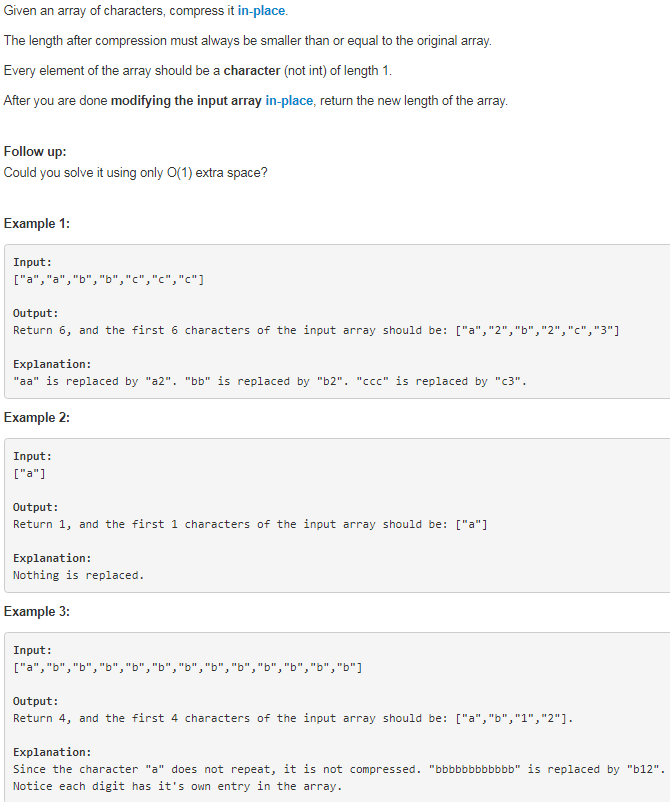 Given an array of characters, compress it in-place.
The length after compression must always be smaller than or equal to the original array.
Every element of the array should be a character (not int) of length 1.
After you are done modifying the input array in-place, return the new length of the array.
Follow up:
Could you solve it using only O(1) extra space?
Example 1:
Input:
["a","a","b","b","c","c","c"]
Output:
Return 6, and the first 6 characters of the input array should be: ["a","2","b","2","c","3"]
Explanation:
"aa" is replaced by "a2". "bb" is replaced by "b2". "ccc" is replaced by "c3".
Example 2:
Input:
["a"]
Output:
Return 1, and the first 1 characters of the input array should be: ["a"]
Explanation:
Nothing is replaced.
Example 3:
Input:
["a","b","b","b","b","b","b","b","b","b","b","b","b"]
Output:
Return 4, and the first 4 characters of the input array should be: ["a","b","1","2"].
Explanation:
Since the character "a" does not repeat, it is not compressed. "bbbbbbbbbbbb" is replaced by "b12".
Notice each digit has it's own entry in the array.